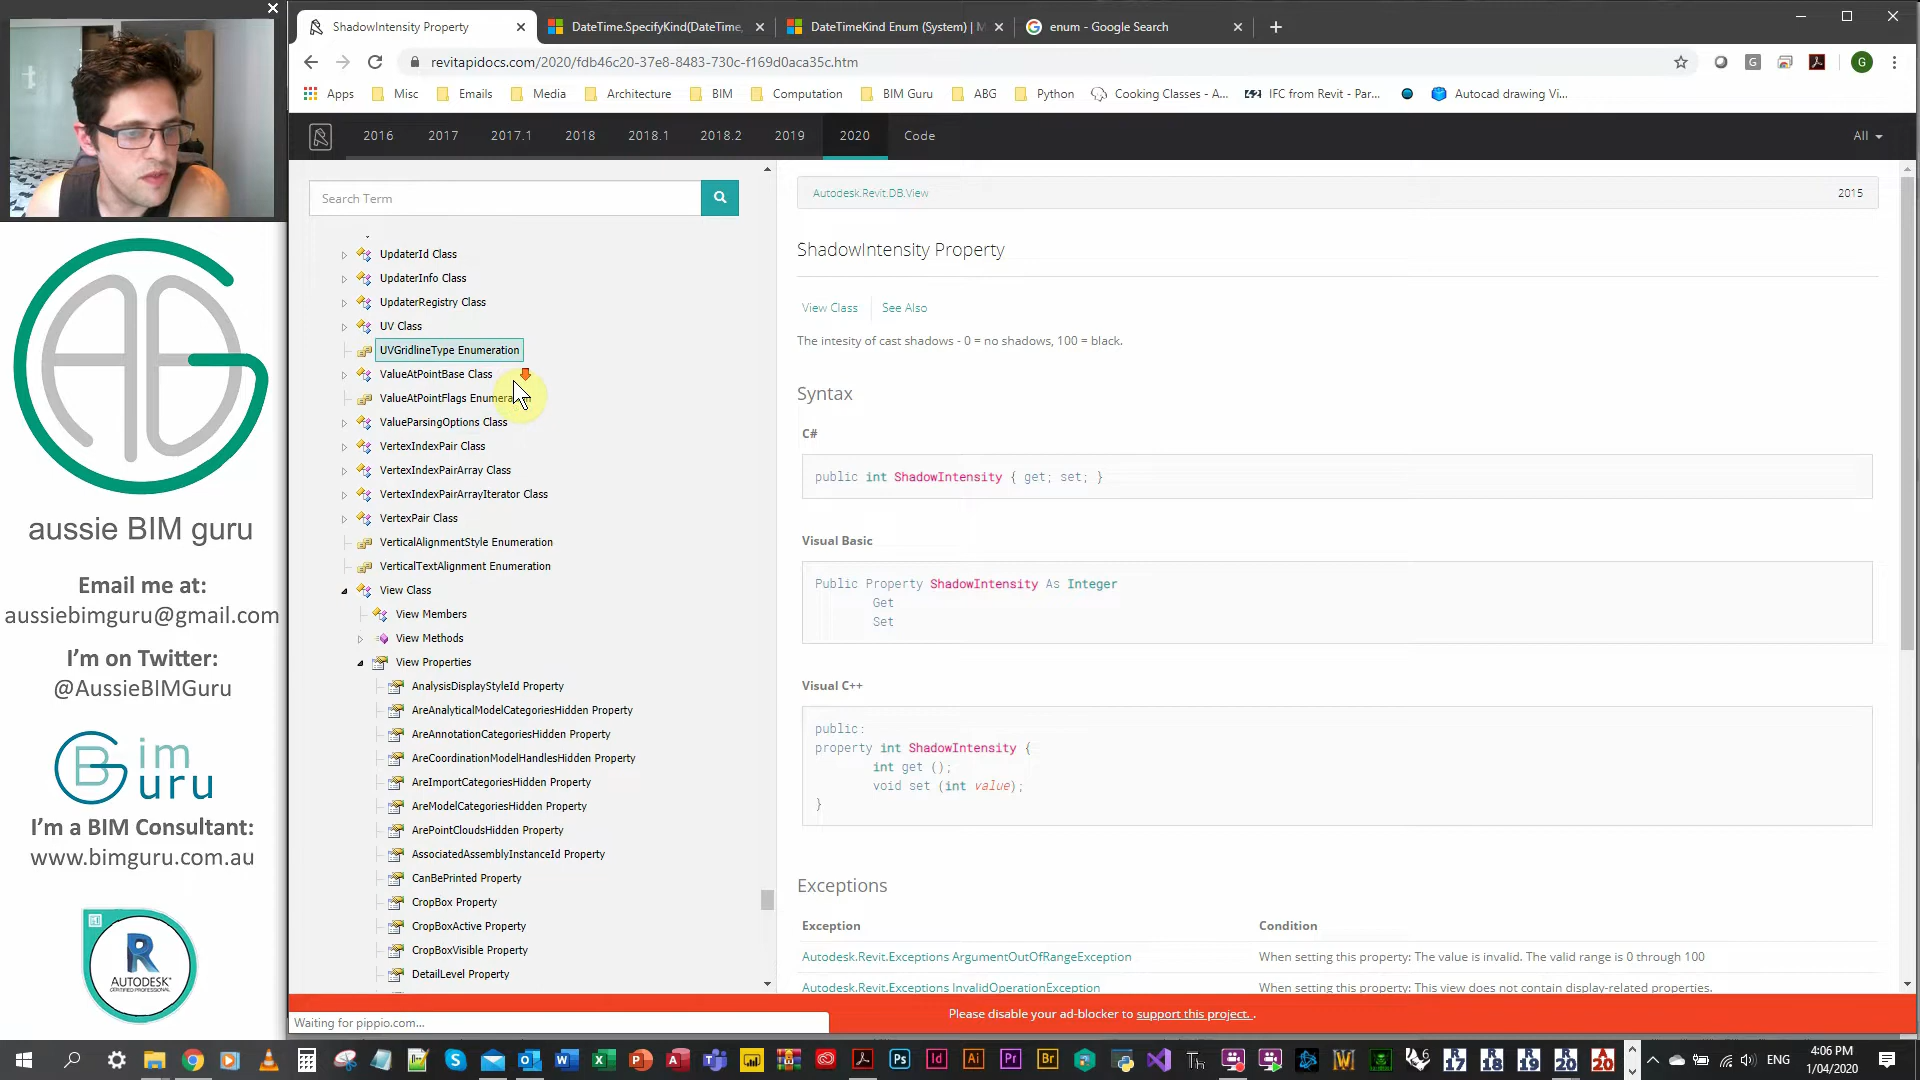 ShadowIntensity Property
DateTime.SpecifyKind(DateTime,
DateTimeKind Enum (System) | M
enum - Google Search
revitapidocs.com/2020/fdb46c20-37e8-8483-730c-f169d0aca35c.htm
Apps
Misc
Emails
Media
Architecture
BIM
Computation
BIM Guru
ABG
Python
Cooking Classes - A...
IFC from Revit - Par...
Autocad drawing Vi...
2016
2017
2017.1
2018
2018.1
2018.2
2019
2020
Code
All
Search Term
UpdaterId Class
UpdaterInfo Class
UpdaterRegistry Class
UV Class
UVGridlineType Enumeration
ValueAtPointBase Class
ValueAtPointFlags Enumera
ValueParsingOptions Class
VertexIndexPair Class
VertexIndexPairArray Class
VertexIndexPairArrayIterator Class
VertexPair Class
VerticalAlignmentStyle Enumeration
VerticalTextAlignment Enumeration
View Class
View Members
View Methods
View Properties
AnalysisDisplayStyleId Property
AreAnalyticalModelCategoriesHidden Property
AreAnnotationCategoriesHidden Property
AreCoordinationModelHandlesHidden Property
AreImportCategoriesHidden Property
AreModelCategoriesHidden Property
ArePointCloudsHidden Property
AssociatedAssemblyInstanceId Property
CanBePrinted Property
CropBox Property
CropBoxActive Property
CropBoxVisible Property
DetailLevel Property
Autodesk.Revit.DB.View
2015
ShadowIntensity Property
View Class
See Also
The intesity of cast shadows - 0 = no shadows, 100 = black.
Syntax
C#
public int ShadowIntensity { get; set; }
Visual Basic
Public Property ShadowIntensity As Integer
Get
Set
Visual C++
public:
property int ShadowIntensity {
int get ();
void set (int value);
}
Exceptions
Exception
Condition
Autodesk.Revit.Exceptions ArgumentOutOfRangeException
When setting this property: The value is invalid. The valid range is 0 through 100
Autodesk.Revit.Exceptions InvalidOperationException
When setting this property: This view does not contain display-related properties.
Please disable your ad-blocker to support this project. .
Waiting for pippio.com...
aussie BIM guru
Email me at:
aussiebimguru@gmail.com
I'm on Twitter:
@AussieBIMGuru
Bim
Guru
I'm a BIM Consultant:
www.bimguru.com.au
R
AUTODESK
CERTIFIED PROFESSIONAL
ENG
4:06 PM
1/04/2020